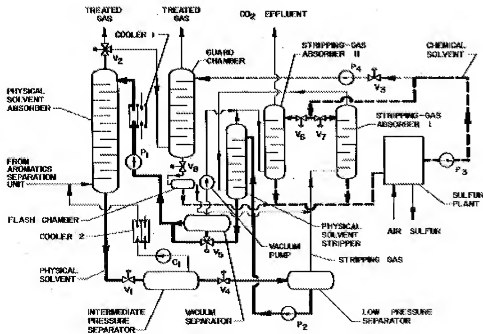 TREATED
GAS
COOLER 1
TREATED
GAS
CO2 EFFLUENT
GUARD
CHAMBER
STRIPPING-GAS
ABSORBER II
CHEMICAL
SOLVENT
V2
P4
V3
PHYSICAL
SOLVENT
ABSORDER
P1
V8
V6
V7
STRIPPING-GAS
ABSORBER I
P3
FROM
AROMATICS
SEPARATION
UNIT
FLASH CHAMBER
COOLER 2
V5
PHYSICAL
SOLVENT
STRIPPER
SULFUR
PLANT
AIR
SULFUR
VACUUM
PUMP
STRIPPING GAS
C1
PHYSICAL
SOLVENT
V1
V4
P2
INTERMEDIATE
PRESSURE
SEPARATOR
VACUUM SEPARATOR
LOW PRESSURE
SEPARATOR